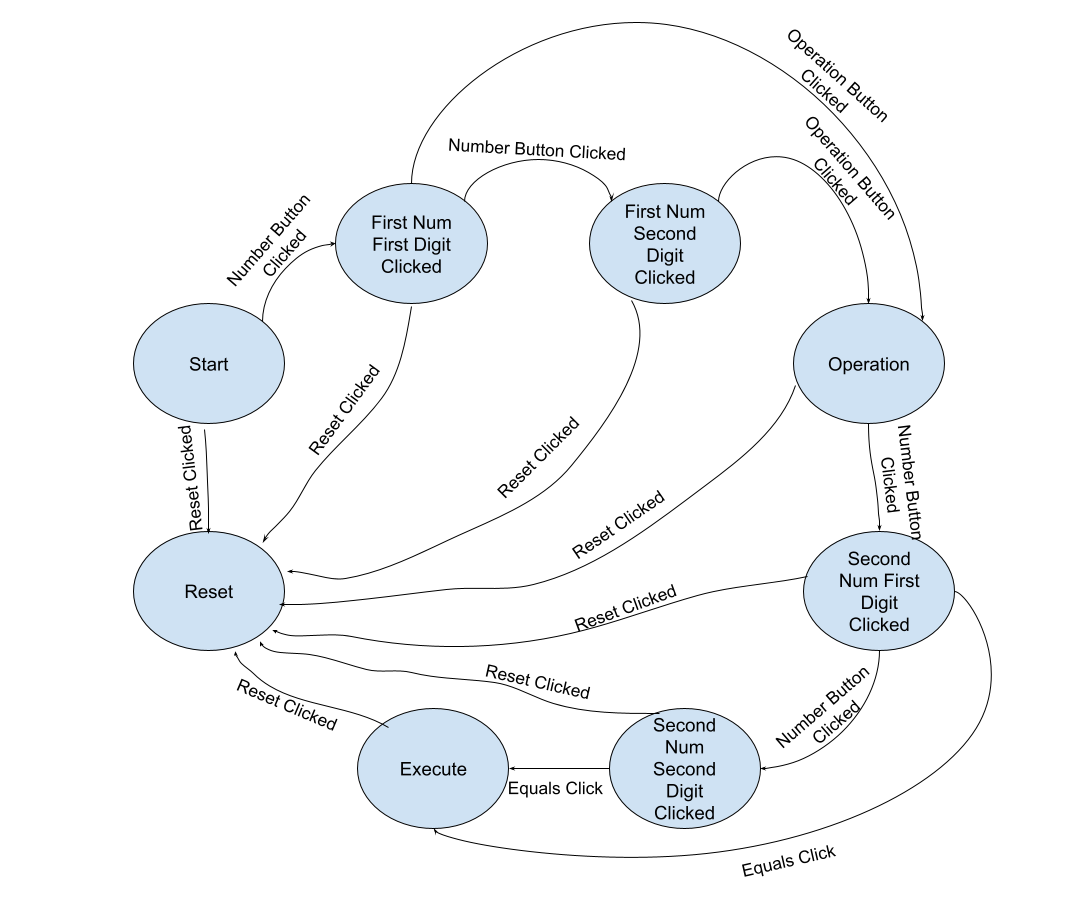 Operation Button
Clicked
Operation Button
Clicked
Number Button Clicked
Number Button
Clicked
First Num
First Digit
Clicked
First Num
Second
Digit
Clicked
Start
Operation
Reset Clicked
Reset Clicked
Reset Clicked
Reset Clicked
Number Button
Clicked
Reset
Second
Num First
Digit
Clicked
Reset Clicked
Reset Clicked
Reset Clicked
Number Button
Clicked
Execute
Equals Click
Second
Num
Second
Digit
Clicked
Equals Click